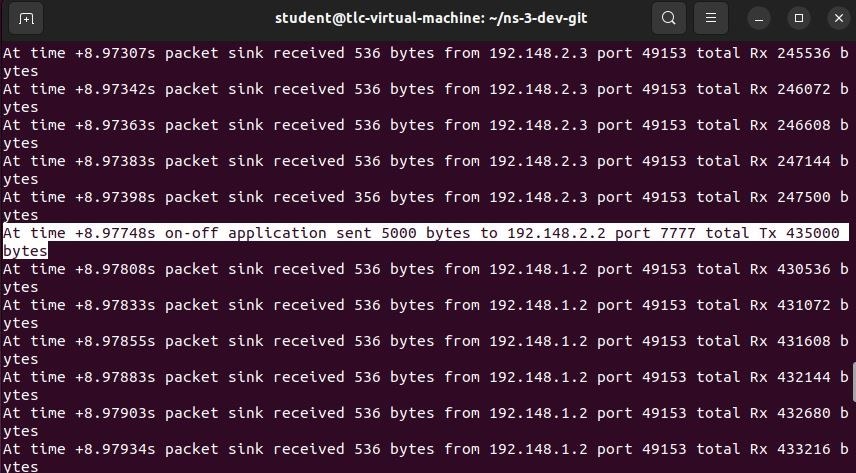 student@tlc-virtual-machine: ~/ns-3-dev-git
At time +8.97307s packet sink received 536 bytes from 192.148.2.3 port 49153 total Rx 245536 b
ytes
At time +8.97342s packet sink received 536 bytes from 192.148.2.3 port 49153 total Rx 246072 b
ytes
At time +8.97363s packet sink received 536 bytes from 192.148.2.3 port 49153 total Rx 246608 b
ytes
At time +8.97383s packet sink received 536 bytes from 192.148.2.3 port 49153 total Rx 247144 b
ytes
At time +8.97398s packet sink received 356 bytes from 192.148.2.3 port 49153 total Rx 247500 b
ytes
At time +8.97748s on-off application sent 5000 bytes to 192.148.2.2 port 7777 total Tx 435000
bytes
At time +8.97808s packet sink received 536 bytes from 192.148.1.2 port 49153 total Rx 430536 b
ytes
At time +8.97833s packet sink received 536 bytes from 192.148.1.2 port 49153 total Rx 431072 b
ytes
At time +8.97855s packet sink received 536 bytes from 192.148.1.2 port 49153 total Rx 431608 b
ytes
At time +8.97883s packet sink received 536 bytes from 192.148.1.2 port 49153 total Rx 432144 b
ytes
At time +8.97903s packet sink received 536 bytes from 192.148.1.2 port 49153 total Rx 432680 b
ytes
At time +8.97934s packet sink received 536 bytes from 192.148.1.2 port 49153 total Rx 433216 b
ytes